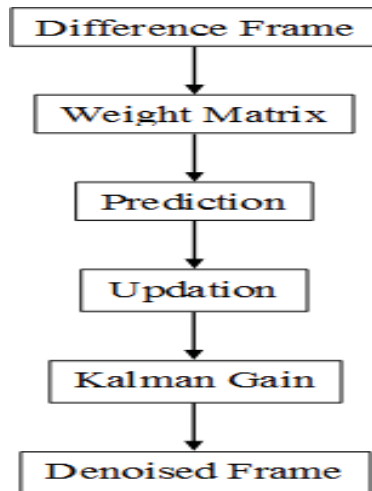 Difference Frame
Weight Matrix
Prediction
Updation
Kalman Gain
Denoised Frame